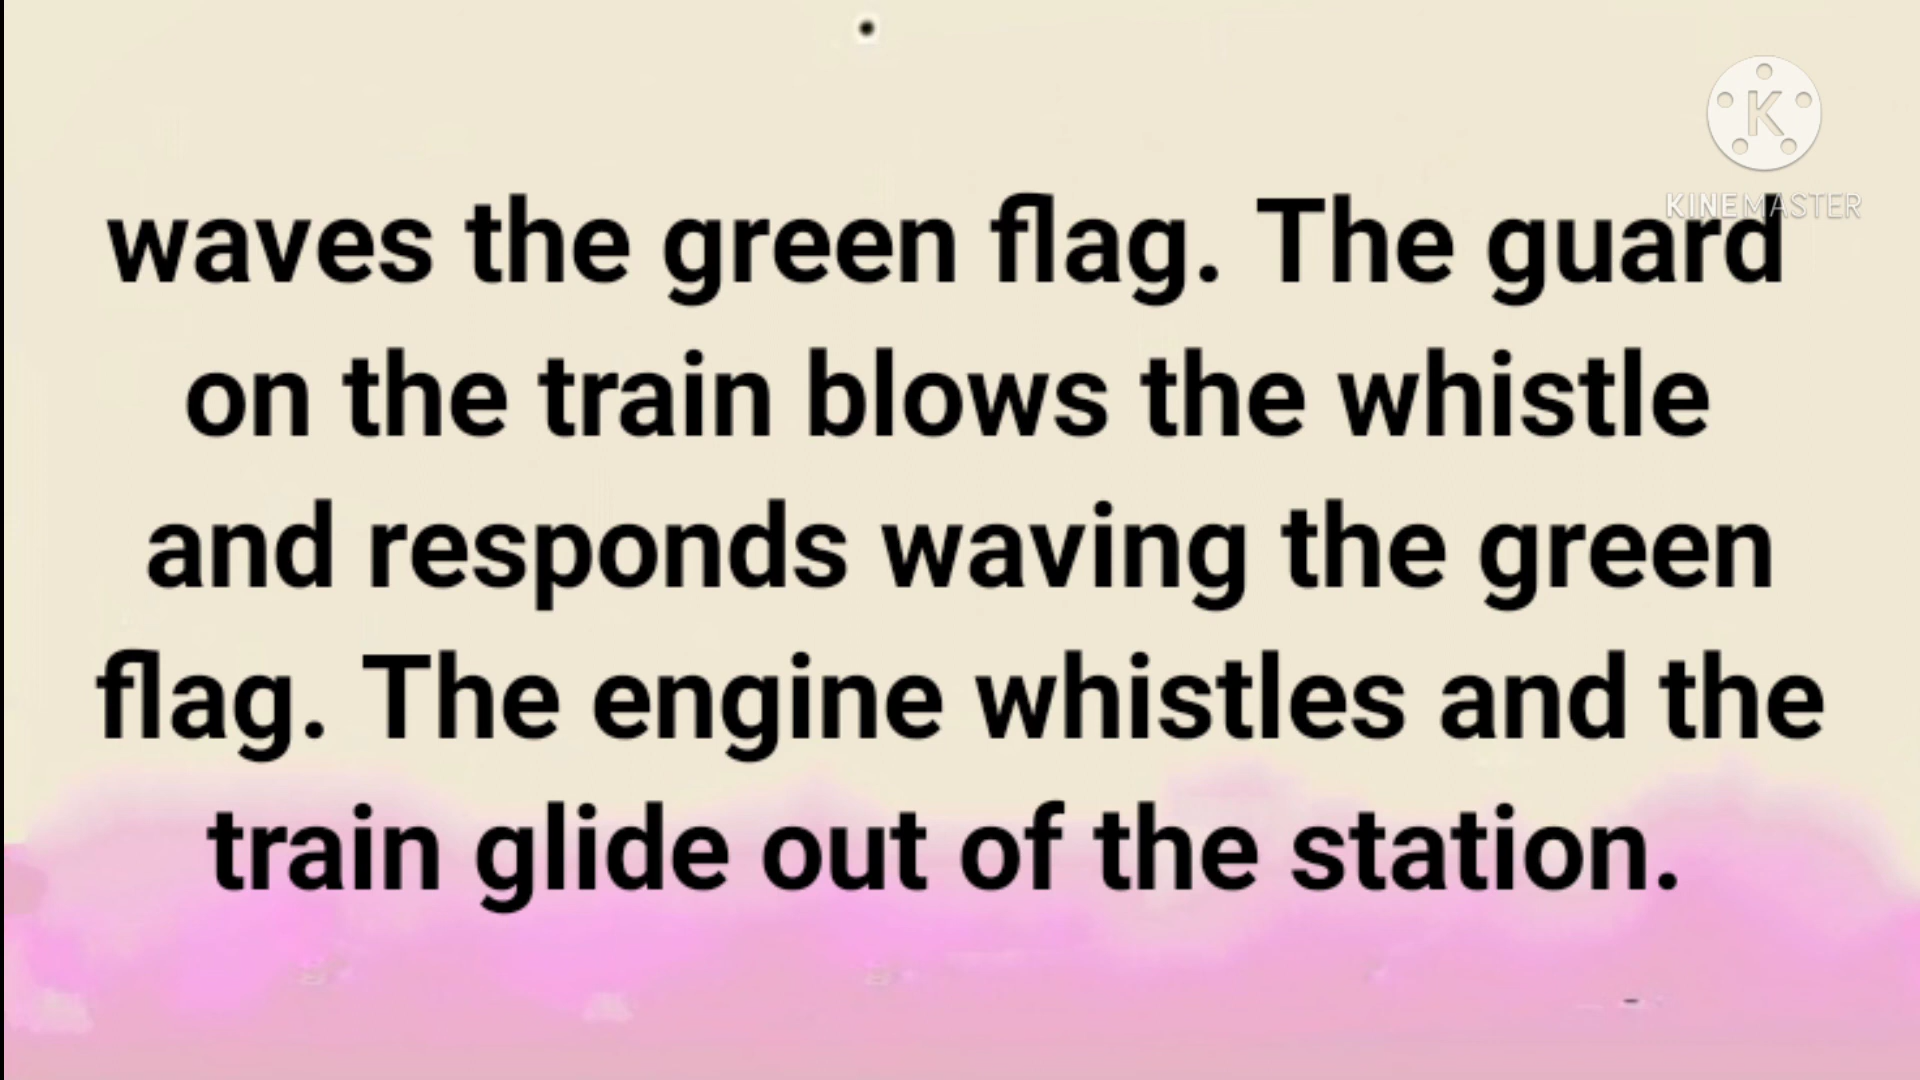 K
KINEMASTER
waves the green flag. The guard
on the train blows the whistle
and responds waving the green
flag. The engine whistles and the
train glide out of the station.